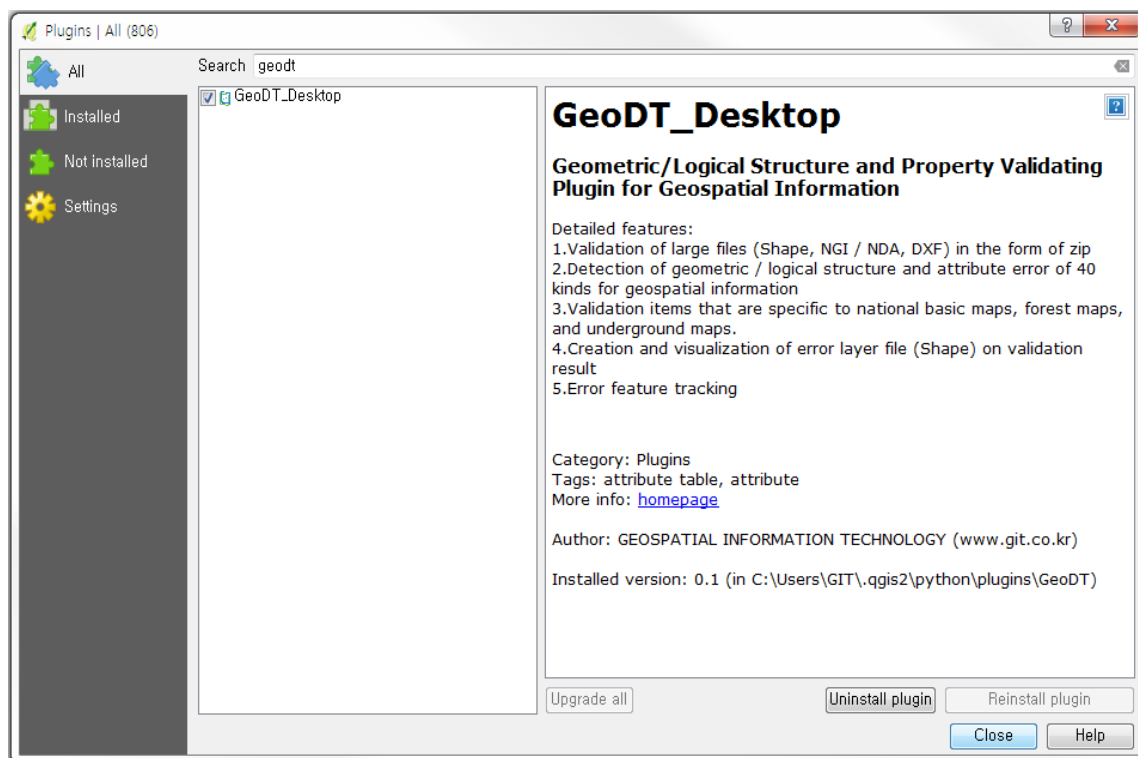 Plugins | All (806)
All
Installed
Not installed
Settings
Search geodt
GeoDT_Desktop
GeoDT_Desktop
Geometric/Logical Structure and Property Validating
Plugin for Geospatial Information
Detailed features:
1.Validation of large files (Shape, NGI / NDA, DXF) in the form of zip
2.Detection of geometric / logical structure and attribute error of 40
kinds for geospatial information
3.Validation items that are specific to national basic maps, forest maps,
and underground maps.
4.Creation and visualization of error layer file (Shape) on validation
result
5.Error feature tracking
Category: Plugins
Tags: attribute table, attribute
More info: homepage
Author: GEOSPATIAL INFORMATION TECHNOLOGY (www.git.co.kr)
Installed version: 0.1 (in C:\Users\GIT\.qgis2\python\plugins\GeoDT)
Upgrade all
Uninstall plugin
Reinstall plugin
Close
Help